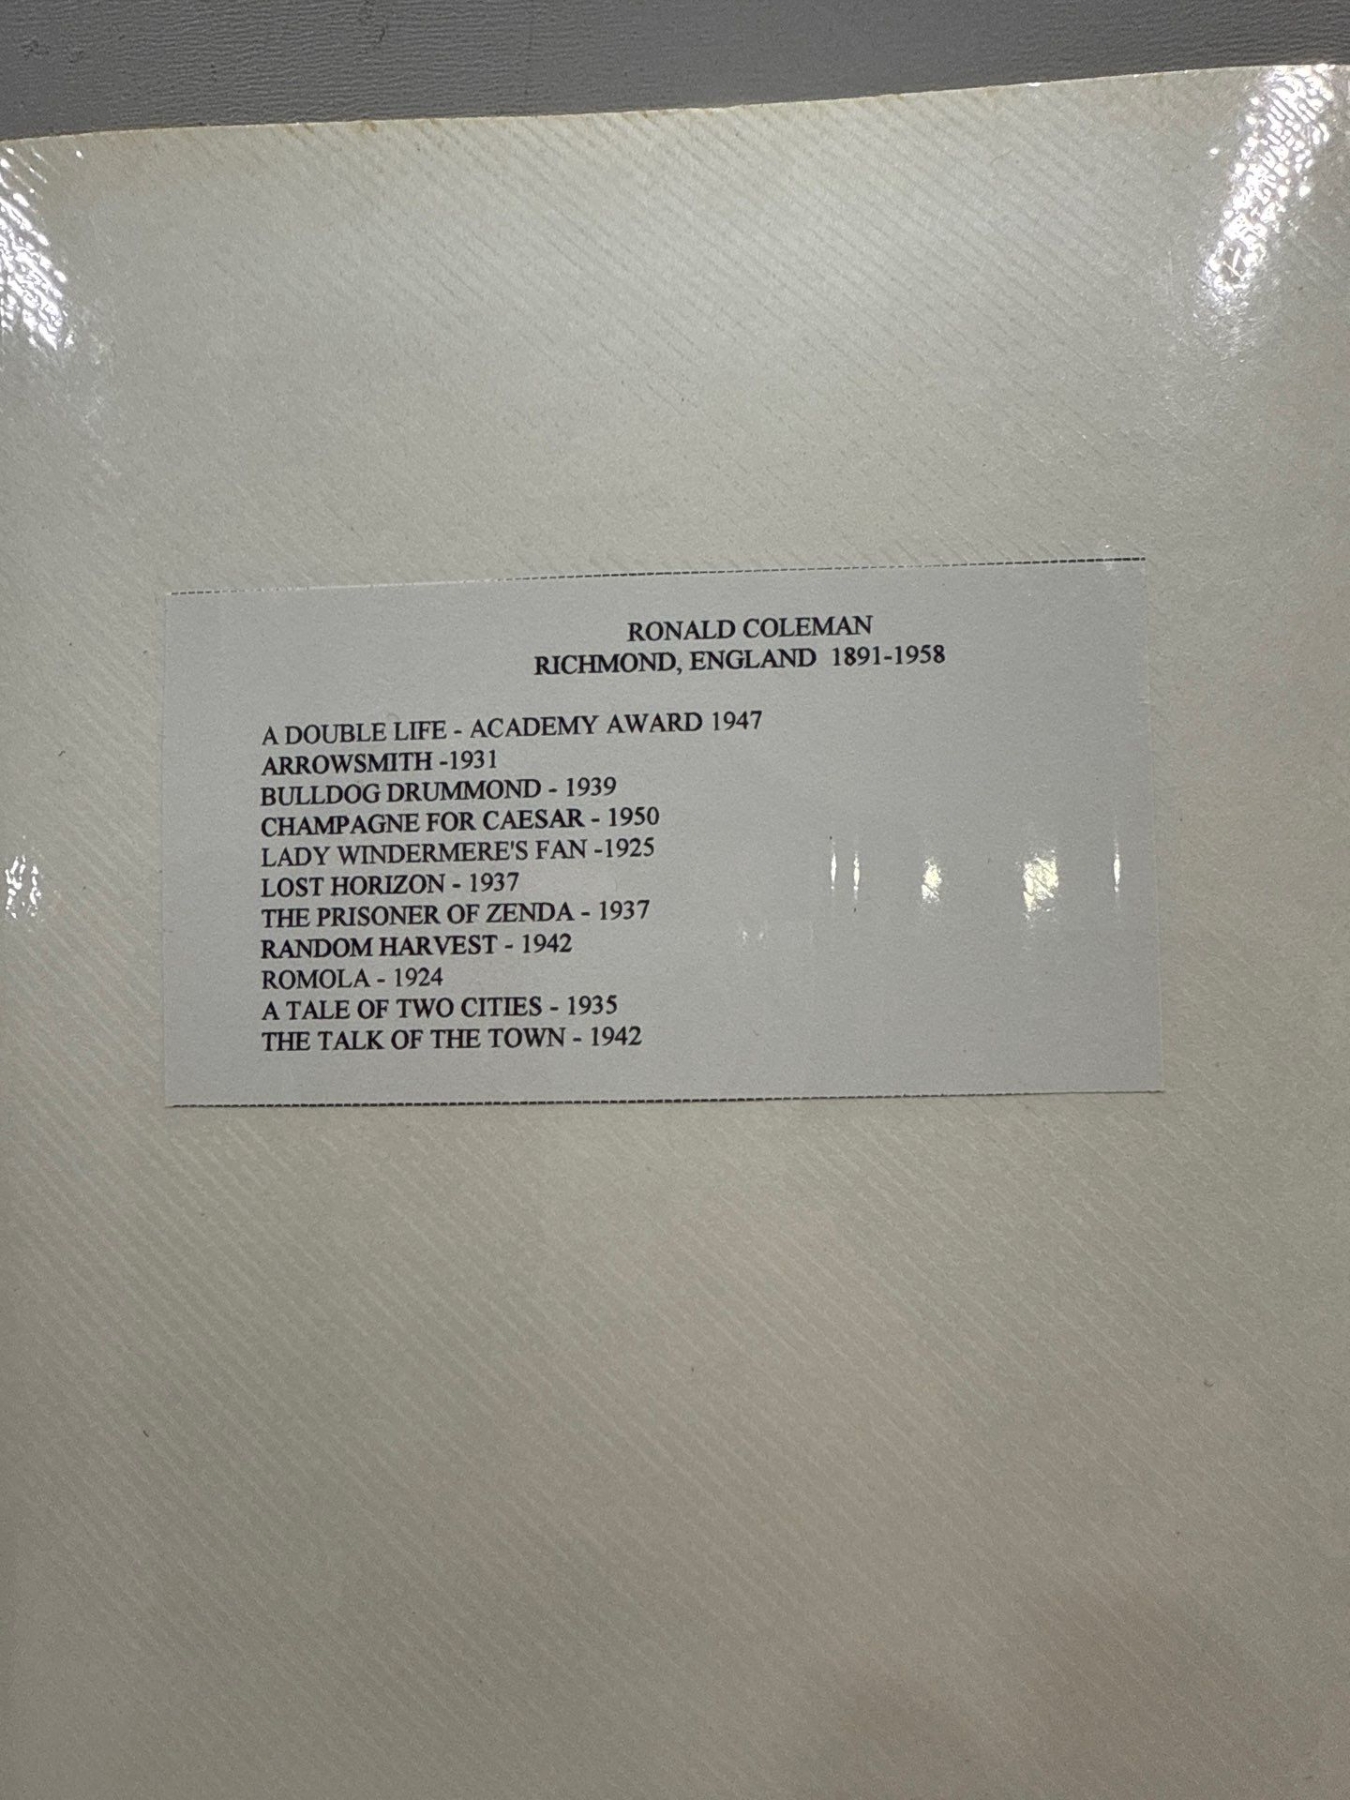 RONALD COLEMAN
RICHMOND, ENGLAND 1891-1958
A DOUBLE LIFE - ACADEMY AWARD 1947
ARROWSMITH -1931
BULLDOG DRUMMOND - 1939
CHAMPAGNE FOR CAESAR - 1950
LADY WINDERMERE'S FAN -1925
LOST HORIZON - 1937
THE PRISONER OF ZENDA - 1937
RANDOM HARVEST - 1942
ROMOLA - 1924
A TALE OF TWO CITIES - 1935
THE TALK OF THE TOWN - 1942